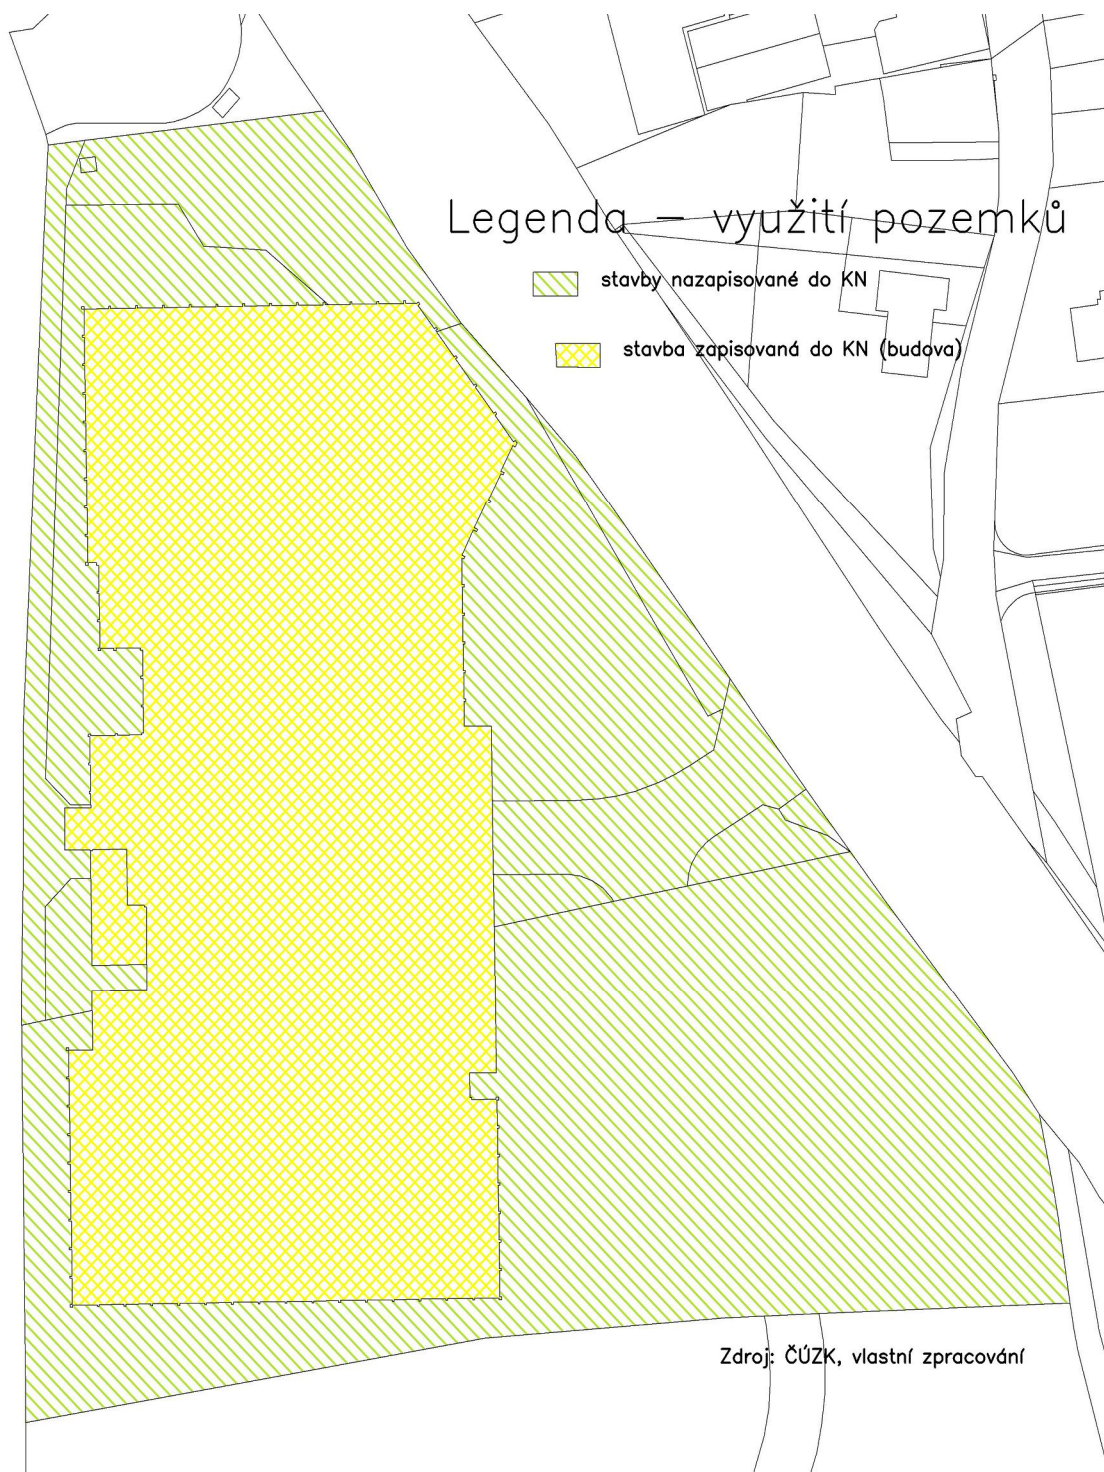 Legenda – využití pozemků
stavby nazapisované do KN
stavba zapisovaná do KN (budova)
Zdroj: ČÚZK, vlastní zpracování